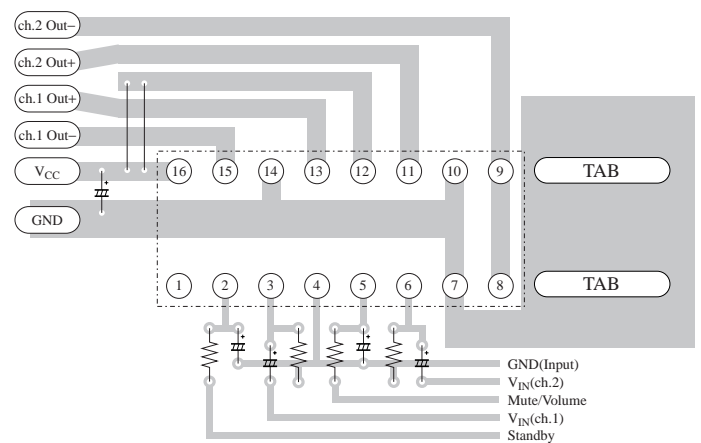 ch.2 Out−
ch.2 Out+
ch.1 Out+
ch.1 Out−
VCC
16 15 14 13 12 11 10 9
TAB
+
GND
1 2 3 4 5 6 7 8
TAB
+ + + +
GND(Input)
VIN(ch.2)
Mute/Volume
VIN(ch.1)
Standby